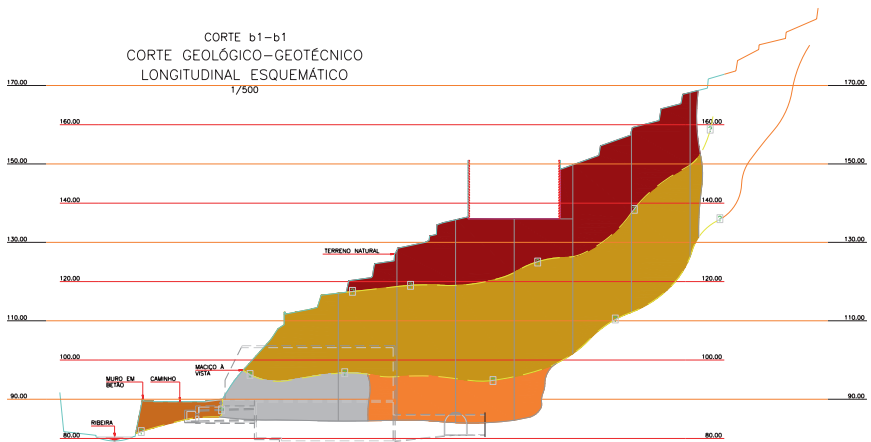 CORTE b1-b1
CORTE GEOLÓGICO-GEOTÉCNICO
LONGITUDINAL ESQUEMÁTICO
1/500
170.00 170.00
160.00 160.00
150.00 150.00
140.00 140.00
130.00 130.00
TERRENO NATURAL
120.00 120.00
110.00 110.00
100.00 100.00
MACIÇO À
VISTA
MURO EM
BETÃO
CAMINHO
90.00 90.00
RIBEIRA
80.00 80.00
?
?